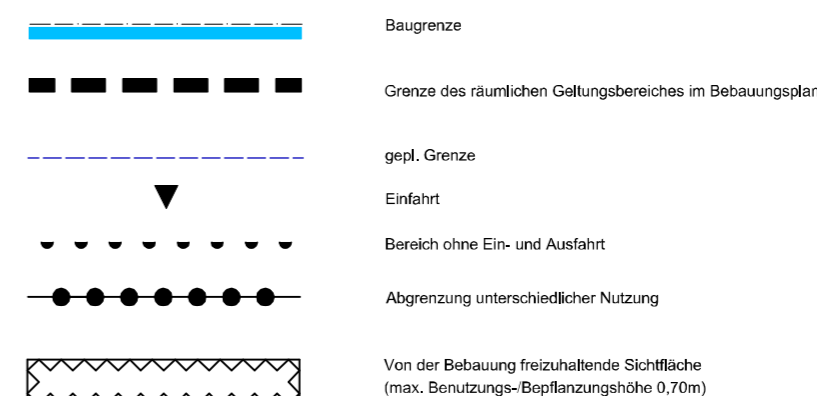 Baugrenze
Grenze des räumlichen Geltungsbereiches im Bebauungsplan
gepl. Grenze
Einfahrt
Bereich ohne Ein- und Ausfahrt
Abgrenzung unterschiedlicher Nutzung
Von der Bebauung freizuhaltende Sichtfläche
(max. Benutzungs-/Bepflanzungshöhe 0,70m)